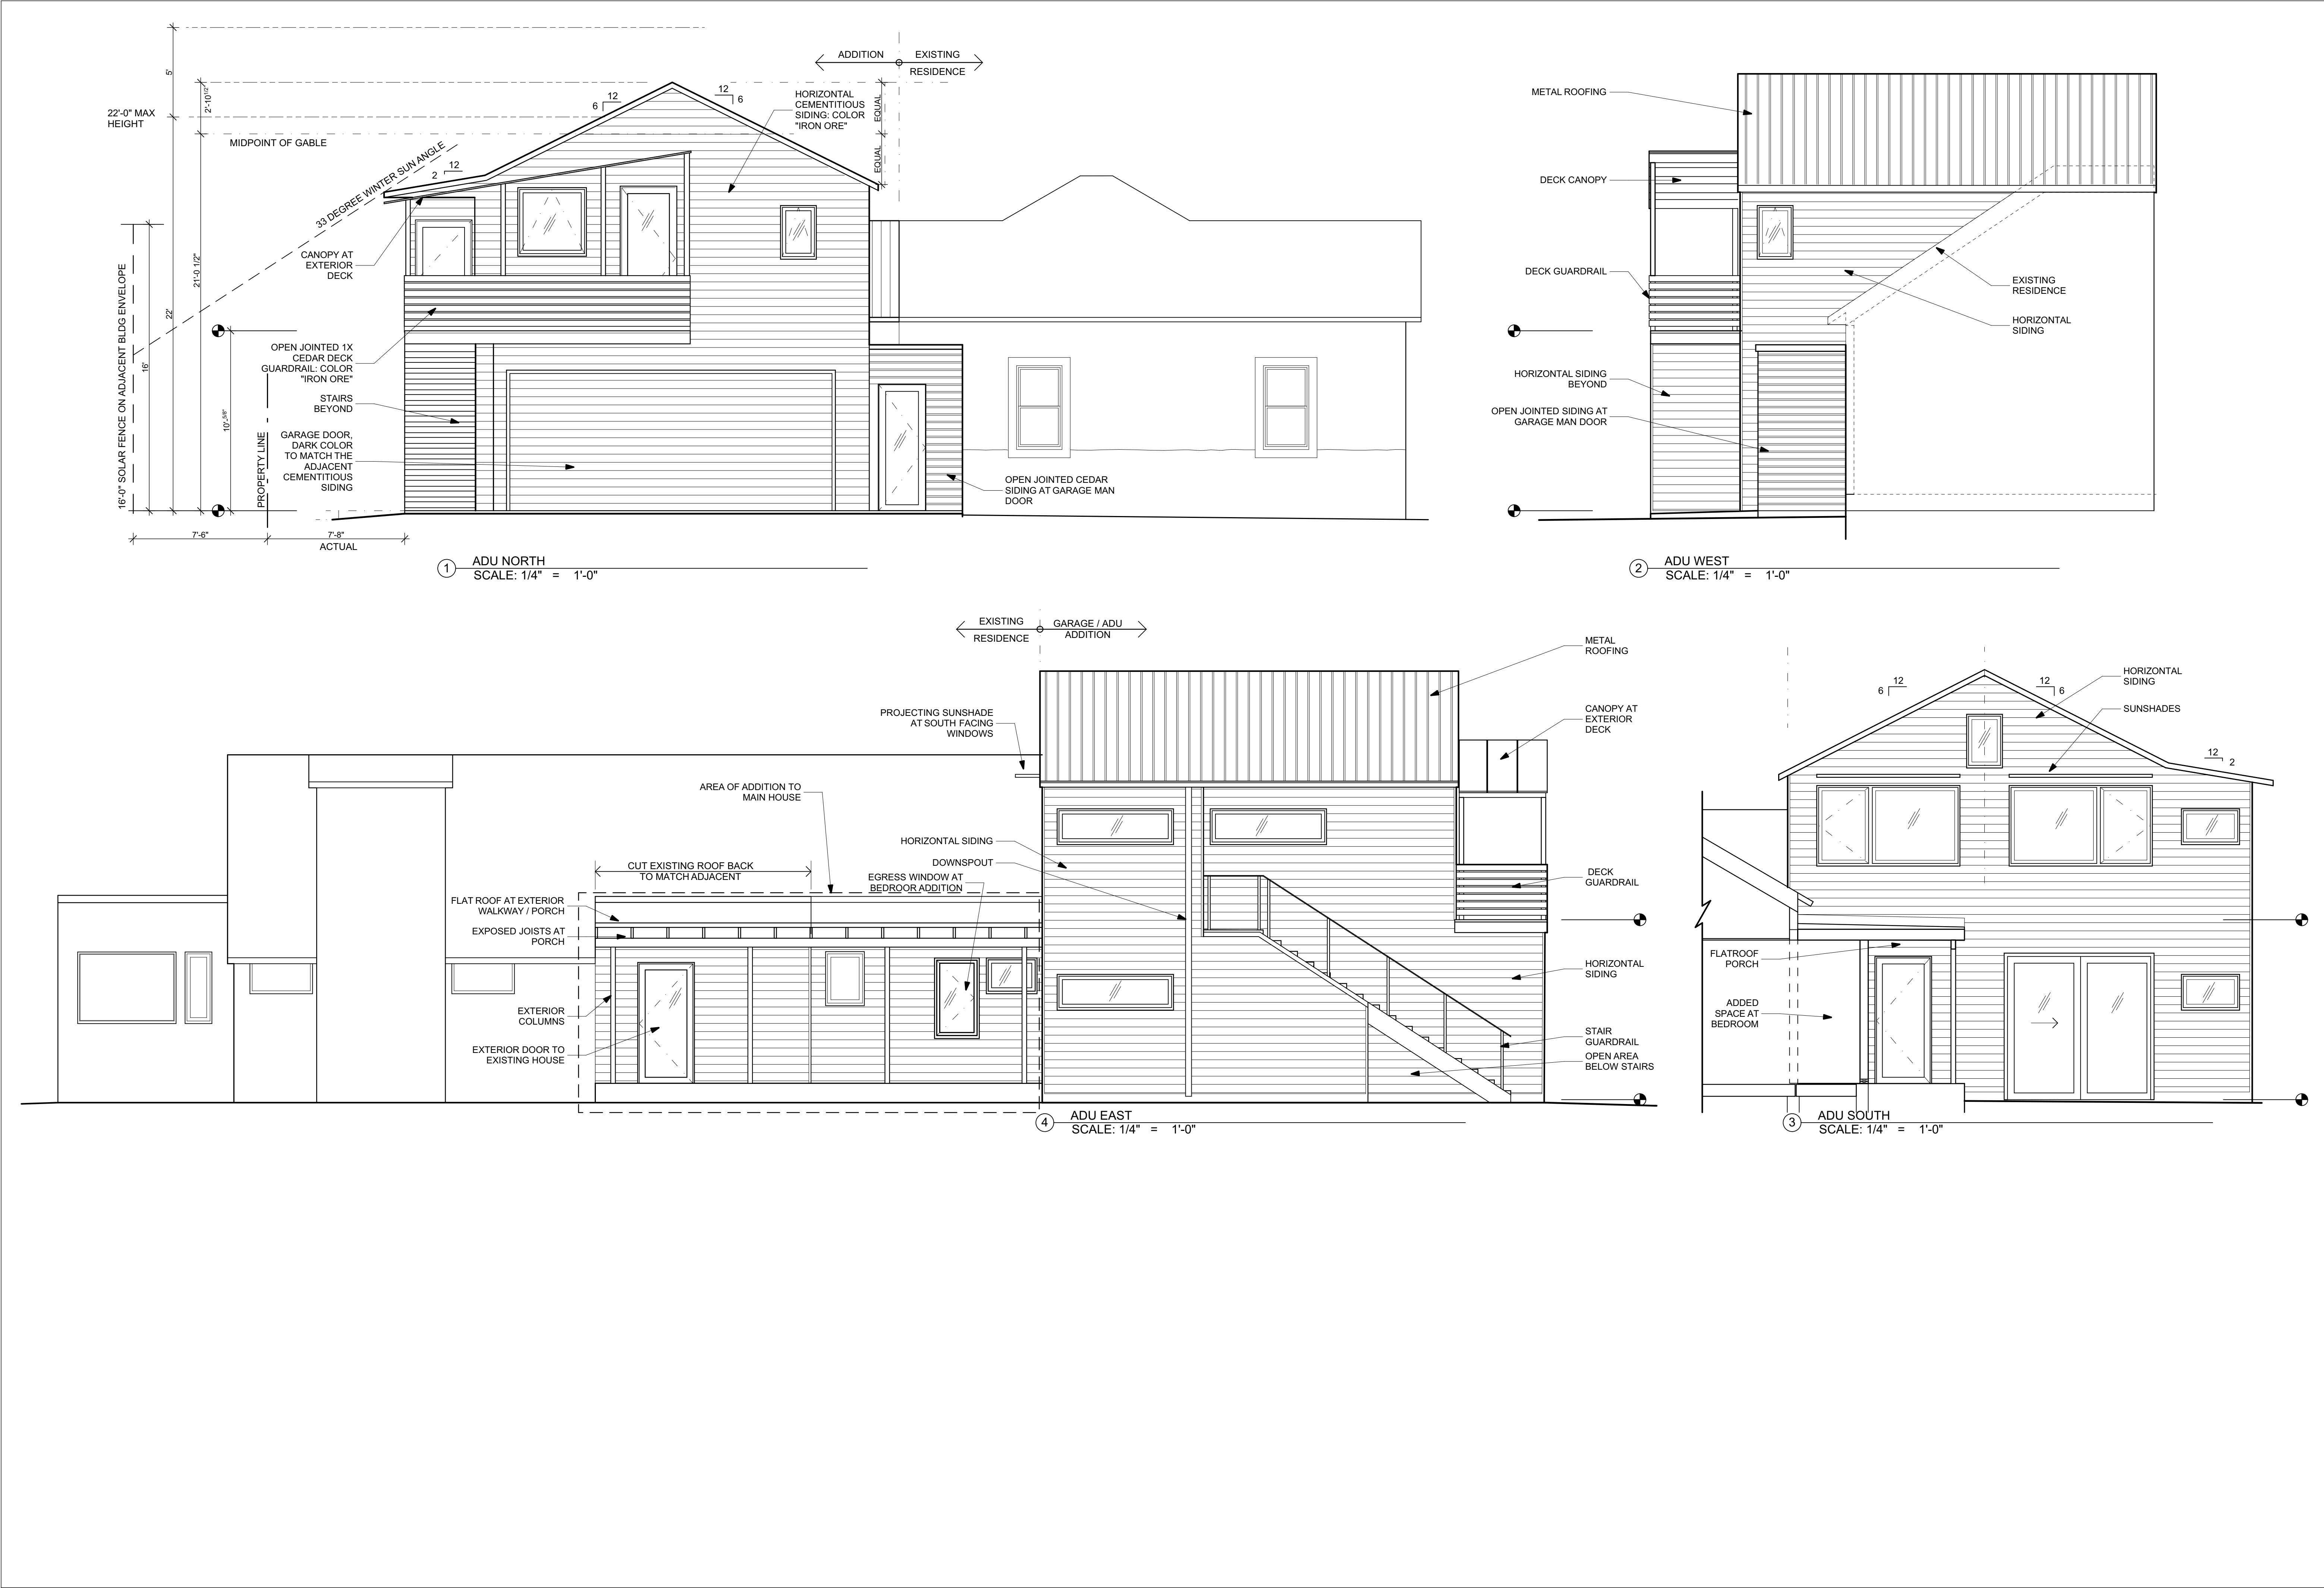 ADDITION
EXISTING
RESIDENCE
5'
2'-10 1/2"
22'-0" MAX
HEIGHT
MIDPOINT OF GABLE
33 DEGREE WINTER SUN ANGLE
12
6
12
6
12
2
HORIZONTAL
CEMENTITIOUS
SIDING: COLOR
"IRON ORE"
EQUAL
EQUAL
16'-0" SOLAR FENCE ON ADJACENT BLDG ENVELOPE
16'
22'
21'-0 1/2"
10'-5/8"
PROPERTY LINE
CANOPY AT
EXTERIOR
DECK
OPEN JOINTED 1X
CEDAR DECK
GUARDRAIL: COLOR
"IRON ORE"
STAIRS
BEYOND
GARAGE DOOR,
DARK COLOR
TO MATCH THE
ADJACENT
CEMENTITIOUS
SIDING
OPEN JOINTED CEDAR
SIDING AT GARAGE MAN
DOOR
7'-6"
7'-8"
ACTUAL
1
ADU NORTH
SCALE: 1/4" = 1'-0"
METAL ROOFING
DECK CANOPY
DECK GUARDRAIL
HORIZONTAL SIDING
BEYOND
OPEN JOINTED SIDING AT
GARAGE MAN DOOR
EXISTING
RESIDENCE
HORIZONTAL
SIDING
2
ADU WEST
SCALE: 1/4" = 1'-0"
EXISTING
RESIDENCE
GARAGE / ADU
ADDITION
PROJECTING SUNSHADE
AT SOUTH FACING
WINDOWS
AREA OF ADDITION TO
MAIN HOUSE
HORIZONTAL SIDING
DOWNSPOUT
EGRESS WINDOW AT
BEDROOR ADDITION
CUT EXISTING ROOF BACK
TO MATCH ADJACENT
FLAT ROOF AT EXTERIOR
WALKWAY / PORCH
EXPOSED JOISTS AT
PORCH
EXTERIOR
COLUMNS
EXTERIOR DOOR TO
EXISTING HOUSE
METAL
ROOFING
CANOPY AT
EXTERIOR
DECK
DECK
GUARDRAIL
HORIZONTAL
SIDING
STAIR
GUARDRAIL
OPEN AREA
BELOW STAIRS
4
ADU EAST
SCALE: 1/4" = 1'-0"
12
6
12
6
12
2
HORIZONTAL
SIDING
SUNSHADES
FLATROOF
PORCH
ADDED
SPACE AT
BEDROOM
3
ADU SOUTH
SCALE: 1/4" = 1'-0"